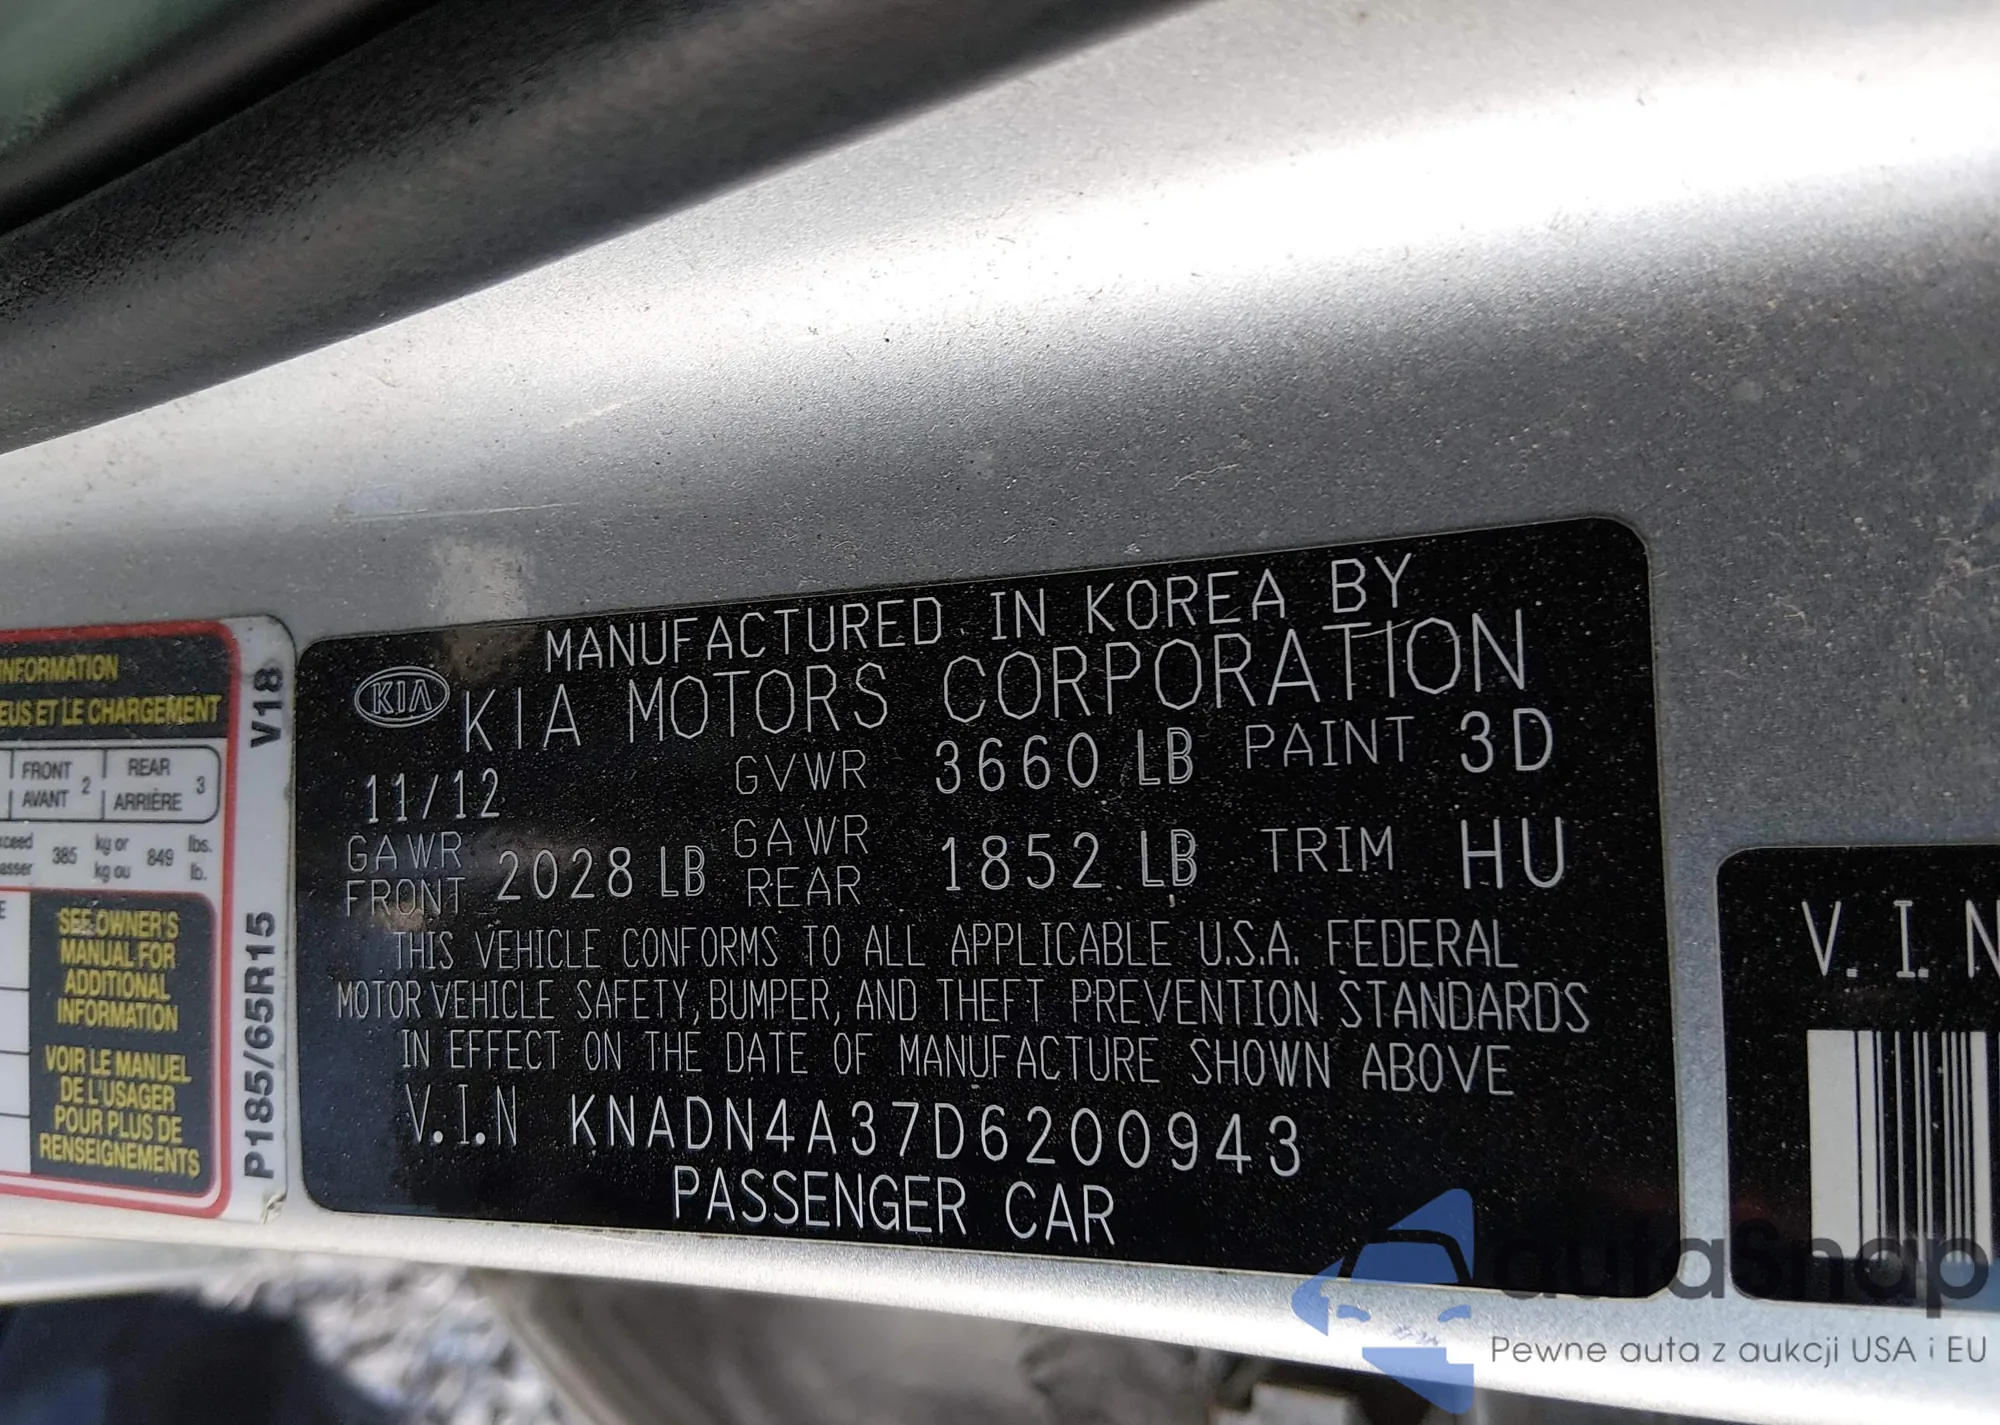 INFORMATION
EUS ET LE CHARGEMENT
FRONT
AVANT 2
REAR
ARRIÈRE 3
385 kg or
kg ou 849 lbs.
lb.
SEE OWNER'S
MANUAL FOR
ADDITIONAL
INFORMATION
VOIR LE MANUEL
DE L'USAGER
POUR PLUS DE
RENSEIGNEMENTS
V18
P185/65R15
MANUFACTURED IN KOREA BY
KIA KIA MOTORS CORPORATION
11/12 GVWR 3660 LB PAINT 3D
GAWR
FRONT 2028 LB GAWR
REAR 1852 LB TRIM HU
THIS VEHICLE CONFORMS TO ALL APPLICABLE U.S.A. FEDERAL
MOTOR VEHICLE SAFETY, BUMPER, AND THEFT PREVENTION STANDARDS
IN EFFECT ON THE DATE OF MANUFACTURE SHOWN ABOVE
V.I.N KNADN4A37D6200943
PASSENGER CAR
V.I.N
autaSnap
Pewne auta z aukcji USA i EU